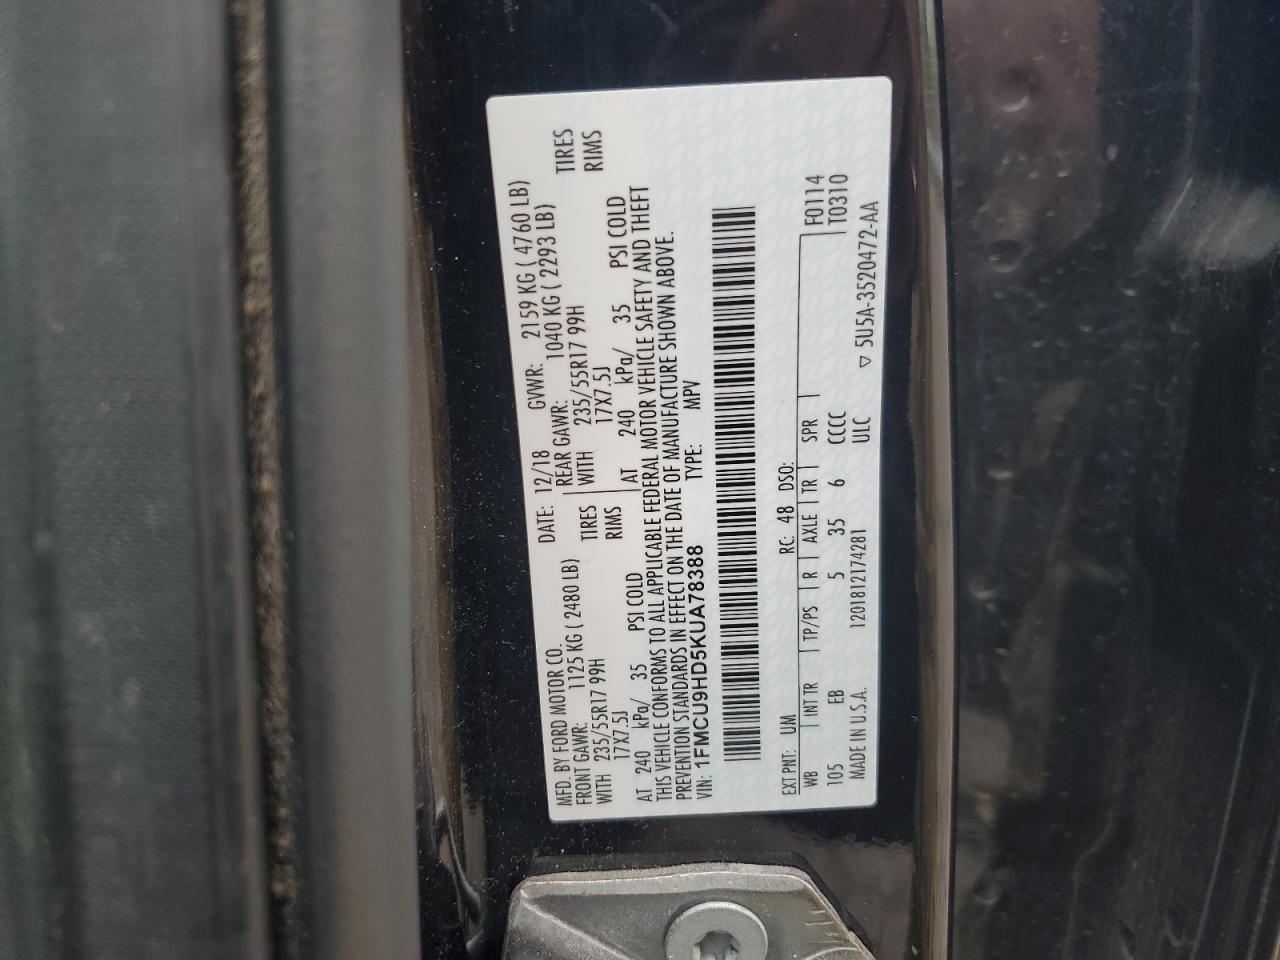 MFD. BY FORD MOTOR CO.
DATE: 12/18 GVWR: 2159 KG ( 4760 LB)
FRONT GAWR: 1125 KG ( 2480 LB) REAR GAWR: 1040 KG ( 2293 LB)
WITH 235/55R17 99H TIRES WITH 235/55R17 99H TIRES
17X7.5J RIMS 17X7.5J RIMS
AT 240 kPa/ 35 PSI COLD AT 240 kPa/ 35 PSI COLD
THIS VEHICLE CONFORMS TO ALL APPLICABLE FEDERAL MOTOR VEHICLE SAFETY AND THEFT
PREVENTION STANDARDS IN EFFECT ON THE DATE OF MANUFACTURE SHOWN ABOVE.
VIN: 1FMCU9HD5KUA78388 TYPE: MPV
EXT PNT: UM RC: 48 DSO:
F0114
WB INT TR TP/PS R AXLE TR SPR T0310
105 EB 5 35 6 CCCC
MADE IN U.S.A. 1201812174281 ULC ▽ 5U5A-3520472-AA